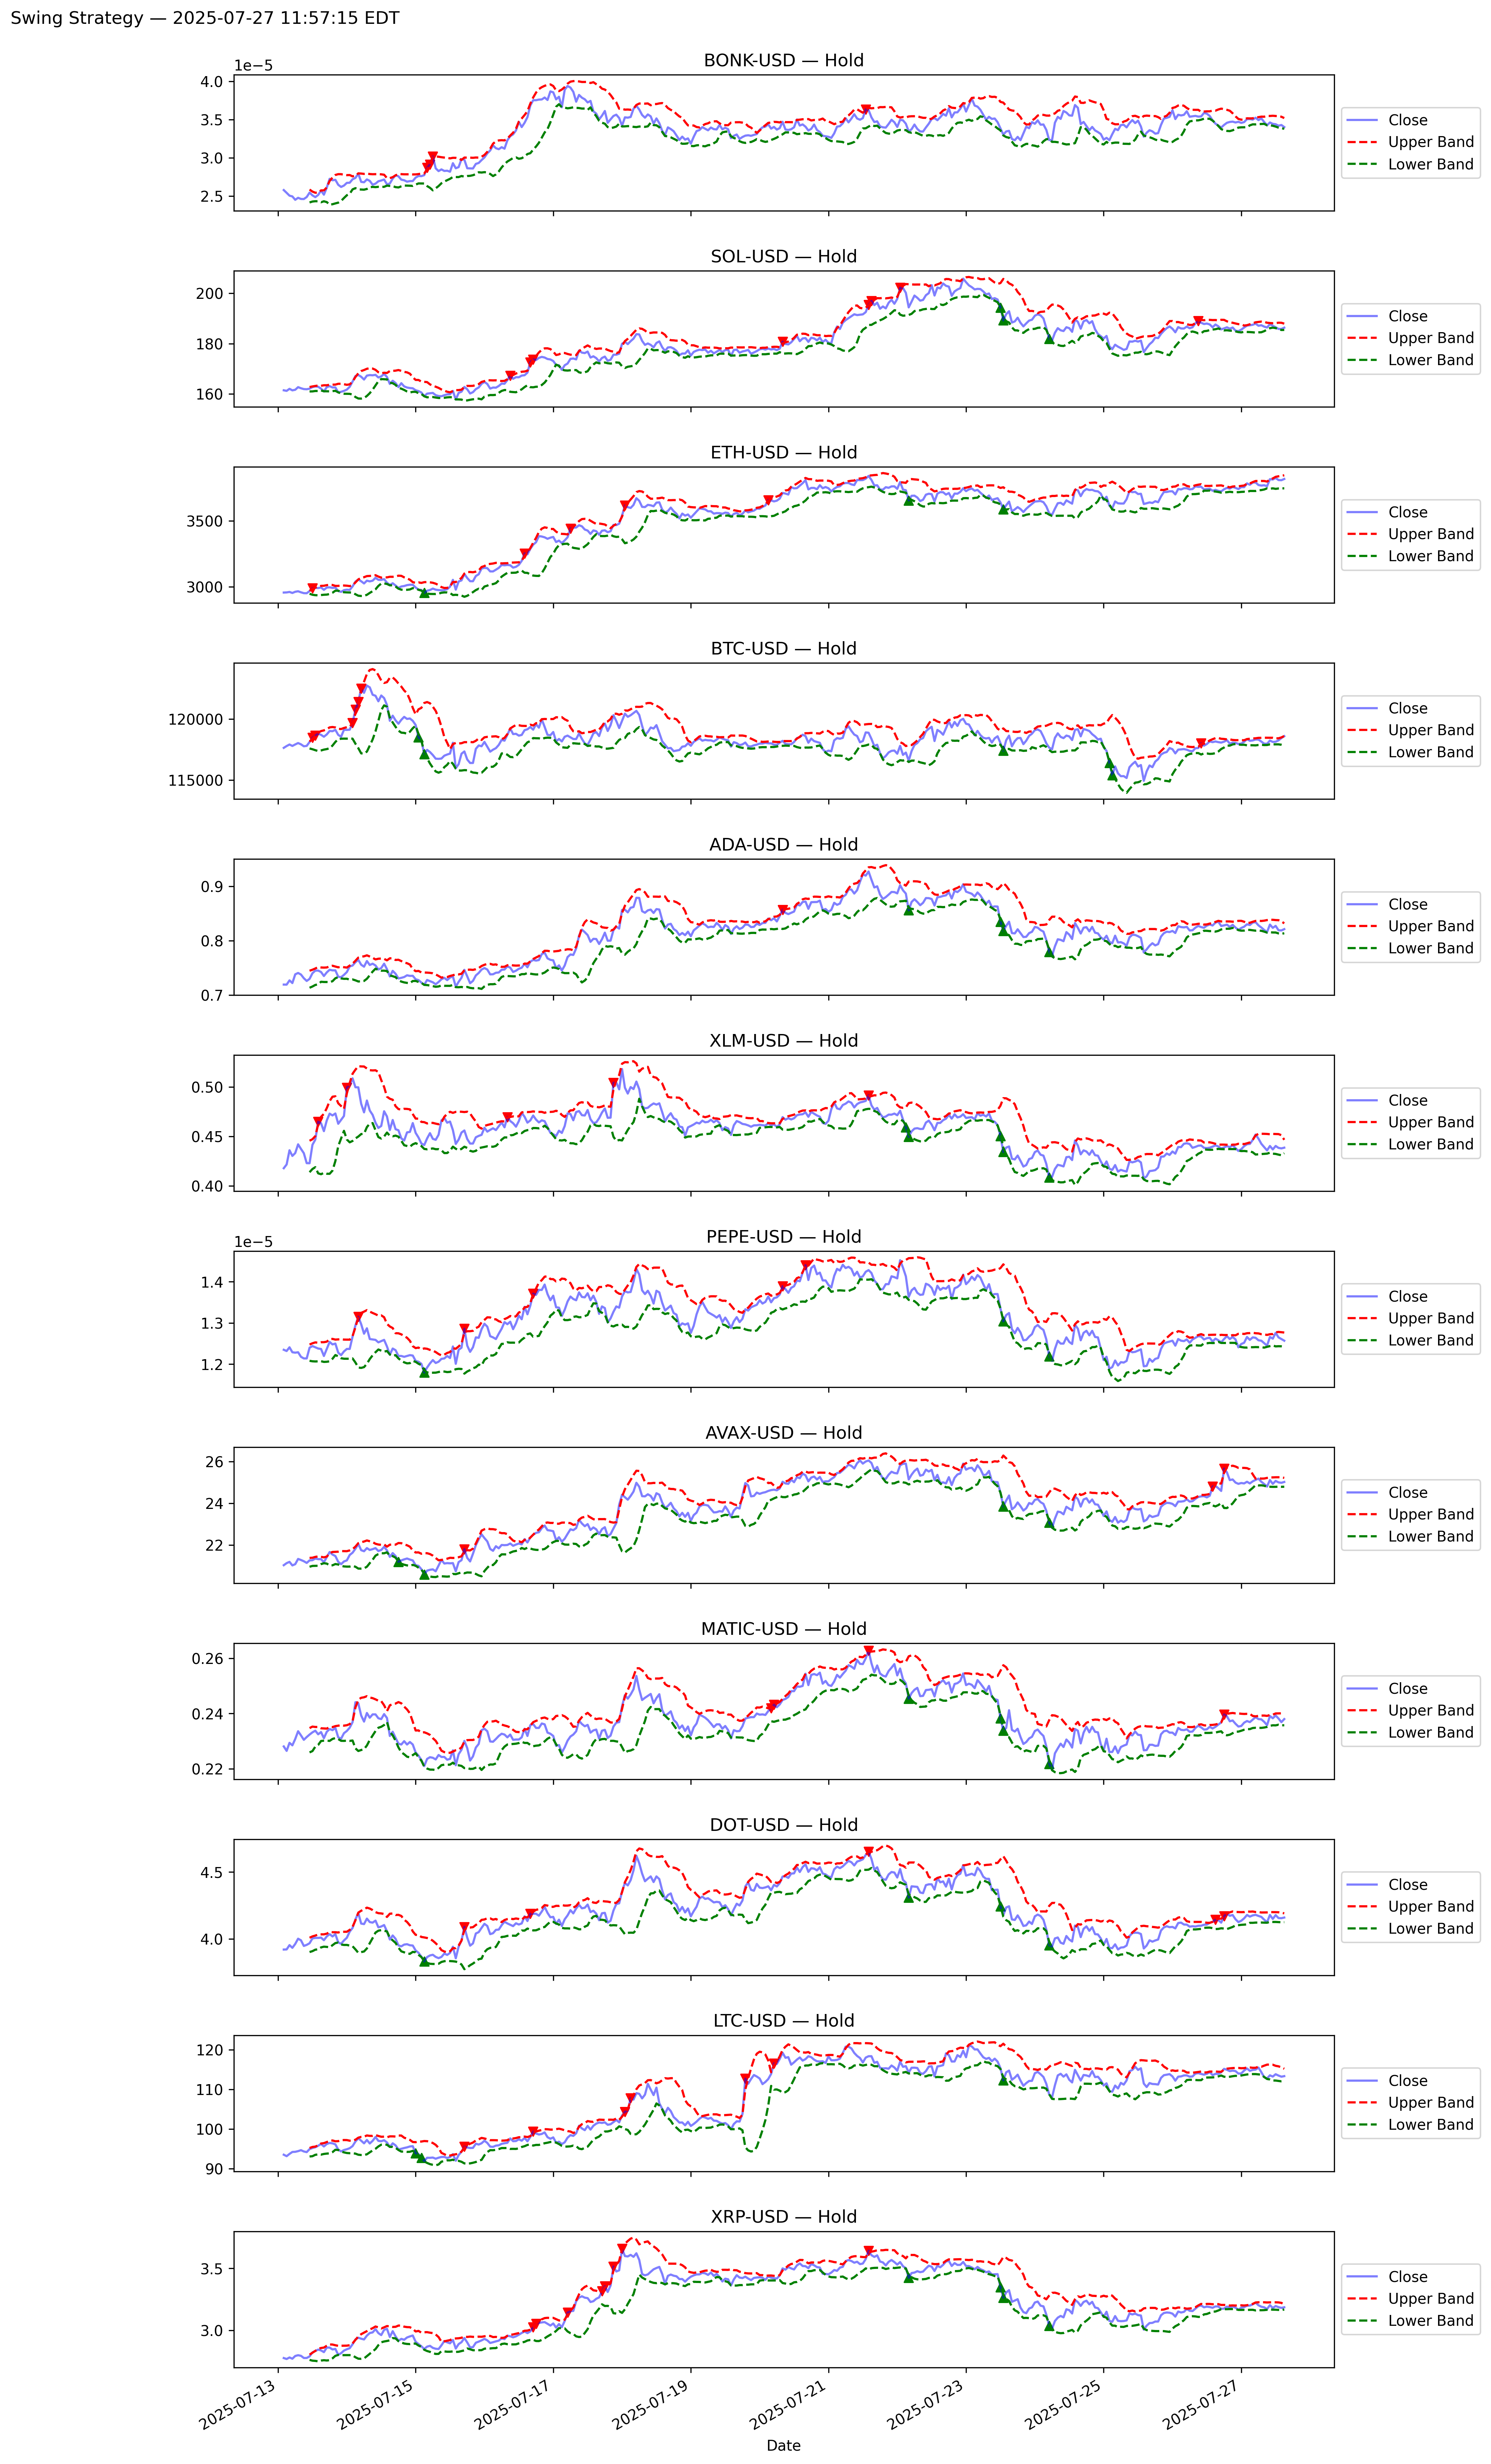 Swing Strategy — 2025-07-27 11:57:15 EDT
BONK-USD — Hold
1e−5
4.0
3.5
3.0
2.5
Close
Upper Band
Lower Band
SOL-USD — Hold
200
180
160
Close
Upper Band
Lower Band
ETH-USD — Hold
3500
3000
Close
Upper Band
Lower Band
BTC-USD — Hold
120000
115000
Close
Upper Band
Lower Band
ADA-USD — Hold
0.9
0.8
0.7
Close
Upper Band
Lower Band
XLM-USD — Hold
0.50
0.45
0.40
Close
Upper Band
Lower Band
PEPE-USD — Hold
1e−5
1.4
1.3
1.2
Close
Upper Band
Lower Band
AVAX-USD — Hold
26
24
22
Close
Upper Band
Lower Band
MATIC-USD — Hold
0.26
0.24
0.22
Close
Upper Band
Lower Band
DOT-USD — Hold
4.5
4.0
Close
Upper Band
Lower Band
LTC-USD — Hold
120
110
100
90
Close
Upper Band
Lower Band
XRP-USD — Hold
3.5
3.0
Close
Upper Band
Lower Band
2025-07-13
2025-07-15
2025-07-17
2025-07-19
2025-07-21
2025-07-23
2025-07-25
2025-07-27
Date